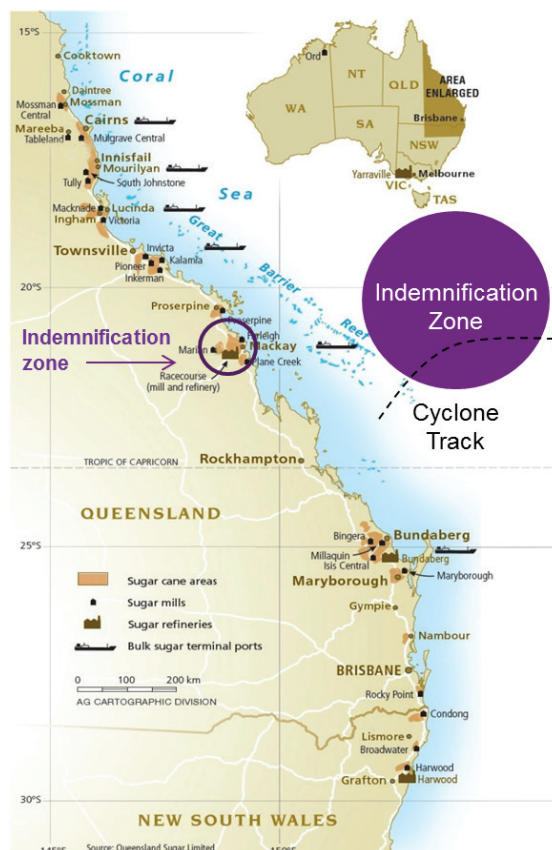 15°S
Cooktown
Coral
Daintree
Mossman
Mossman
Central
Cairns
Mareeba
Tableland
Mulgrave Central
Innisfail
Mourilyan
South Johnstone
Tully
Sea
Macknade
Lucinda
Ingham
Victoria
Great
Townsville
Invicta
Pioneer
Kalamia
Inkerman
Barrier
20°S
Reef
Proserpine
Proserpine
Indemnification
zone
Farleigh
Marian
Mackay
Plane Creek
Racecourse
(mill and refinery)
Ord
NT
QLD
AREA
ENLARGED
WA
SA
Brisbane
NSW
Yarraville
Melbourne
VIC
TAS
Indemnification
Zone
Cyclone
Track
TROPIC OF CAPRICORN
Rockhampton
QUEENSLAND
25°S
Bingera
Bundaberg
Millaquin
Isis Central
Bundaberg
Maryborough
Maryborough
Gympie
Nambour
BRISBANE
Rocky Point
Condong
Lismore
Broadwater
Harwood
Grafton
Harwood
Sugar cane areas
Sugar mills
Sugar refineries
Bulk sugar terminal ports
0 100 200 km
AG CARTOGRAPHIC DIVISION
30°S
NEW SOUTH WALES
145°E
Source: Queensland Sugar Limited
150°E